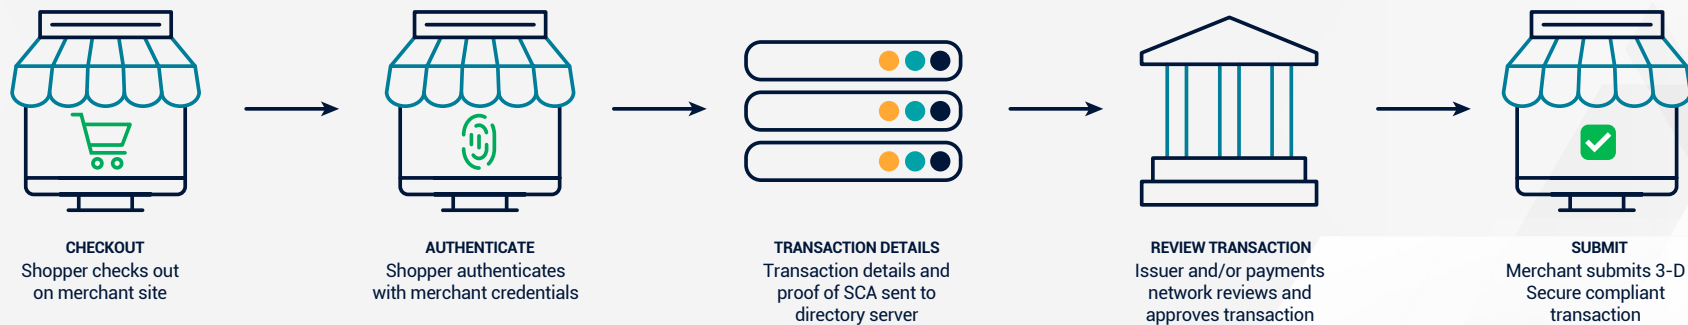 CHECKOUT
Shopper checks out
on merchant site
AUTHENTICATE
Shopper authenticates
with merchant credentials
TRANSACTION DETAILS
Transaction details and
proof of SCA sent to
directory server
REVIEW TRANSACTION
Issuer and/or payments
network reviews and
approves transaction
SUBMIT
Merchant submits 3-D
Secure compliant
transaction